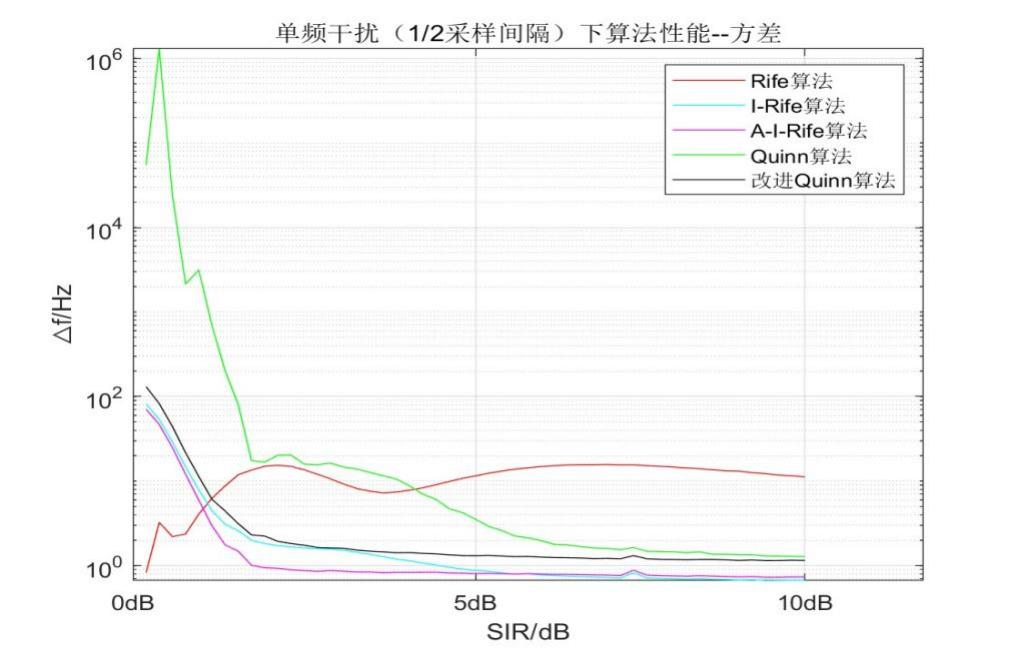 单频干扰（1/2采样间隔）下算法性能--方差
10^6
10^4
10^2
10^0
Δf/Hz
Rife算法
I-Rife算法
A-I-Rife算法
Quinn算法
改进Quinn算法
0dB
5dB
10dB
SIR/dB